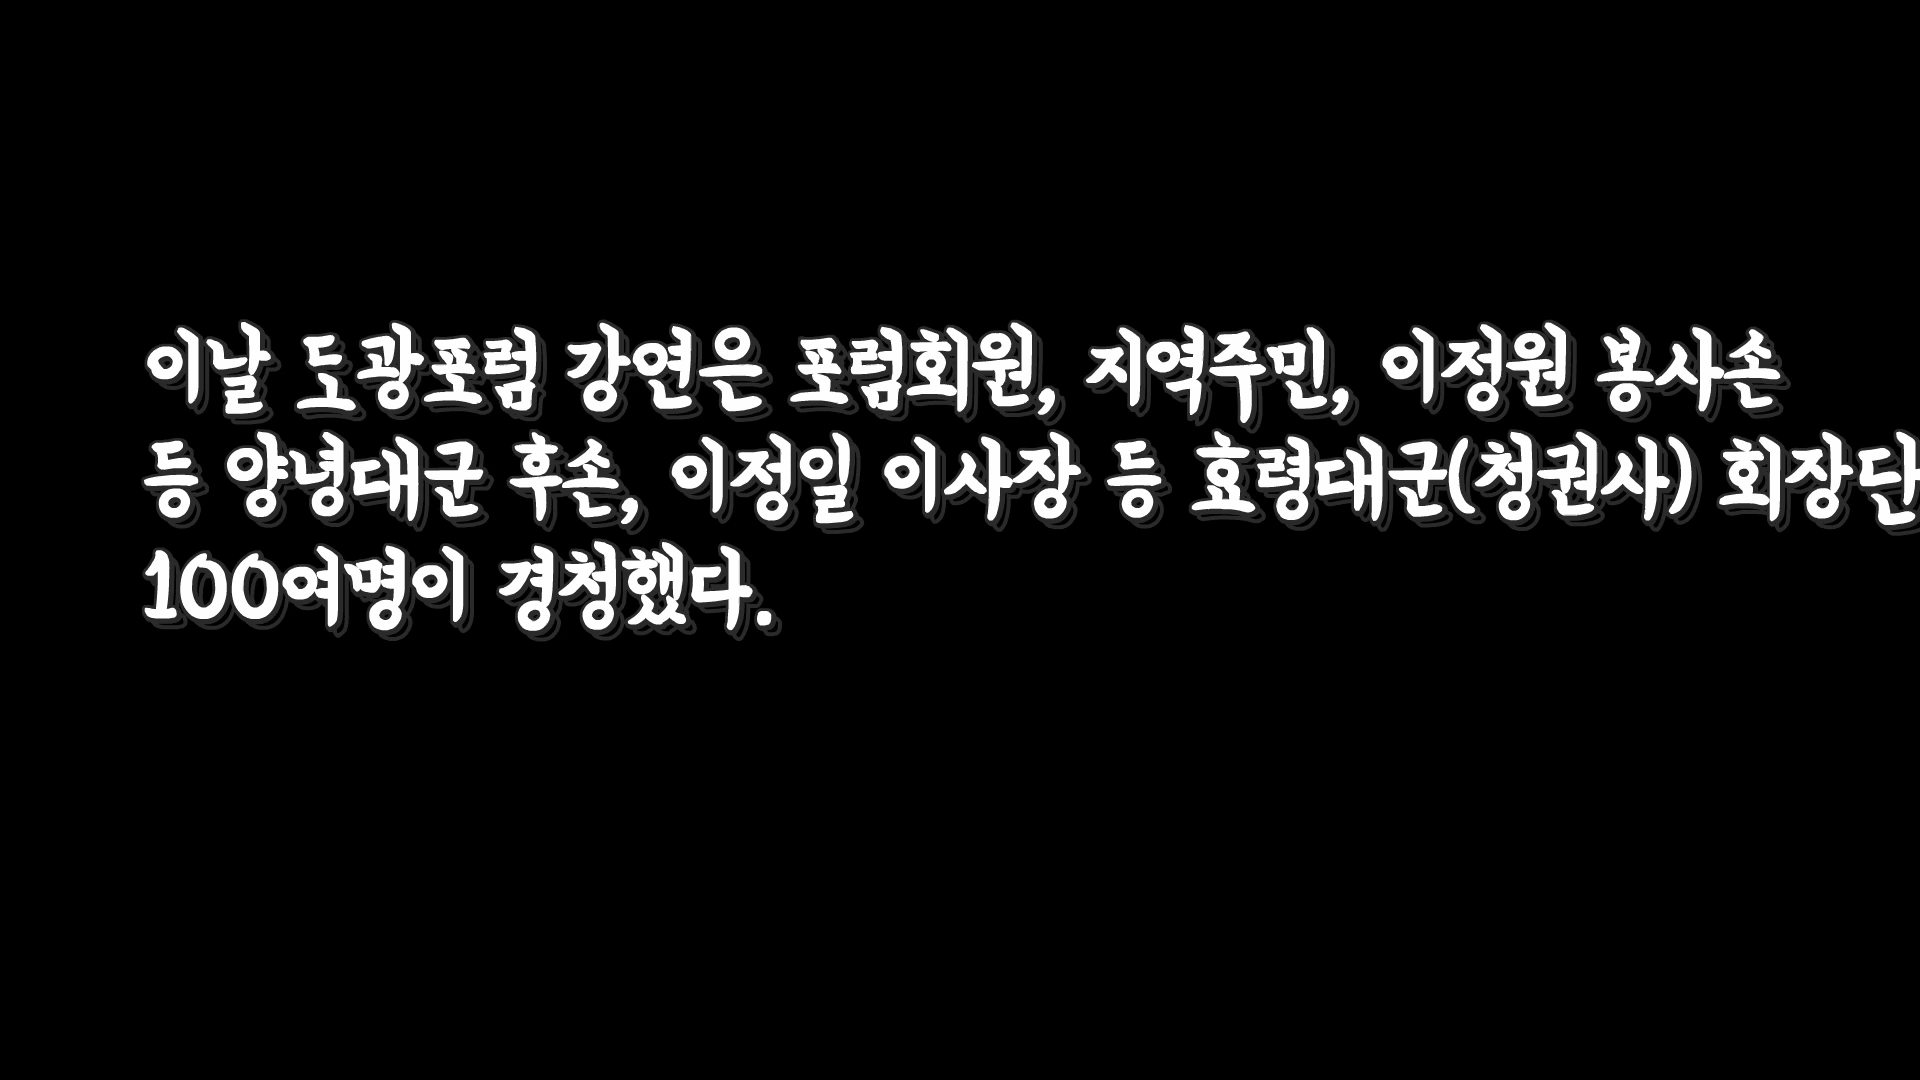 이날 도광포럼 강연은 포럼회원, 지역주민, 이정원 봉사손
등 양녕대군 후손, 이정일 이사장 등 효령대군(청권사) 회장단
100여명이 경청했다.